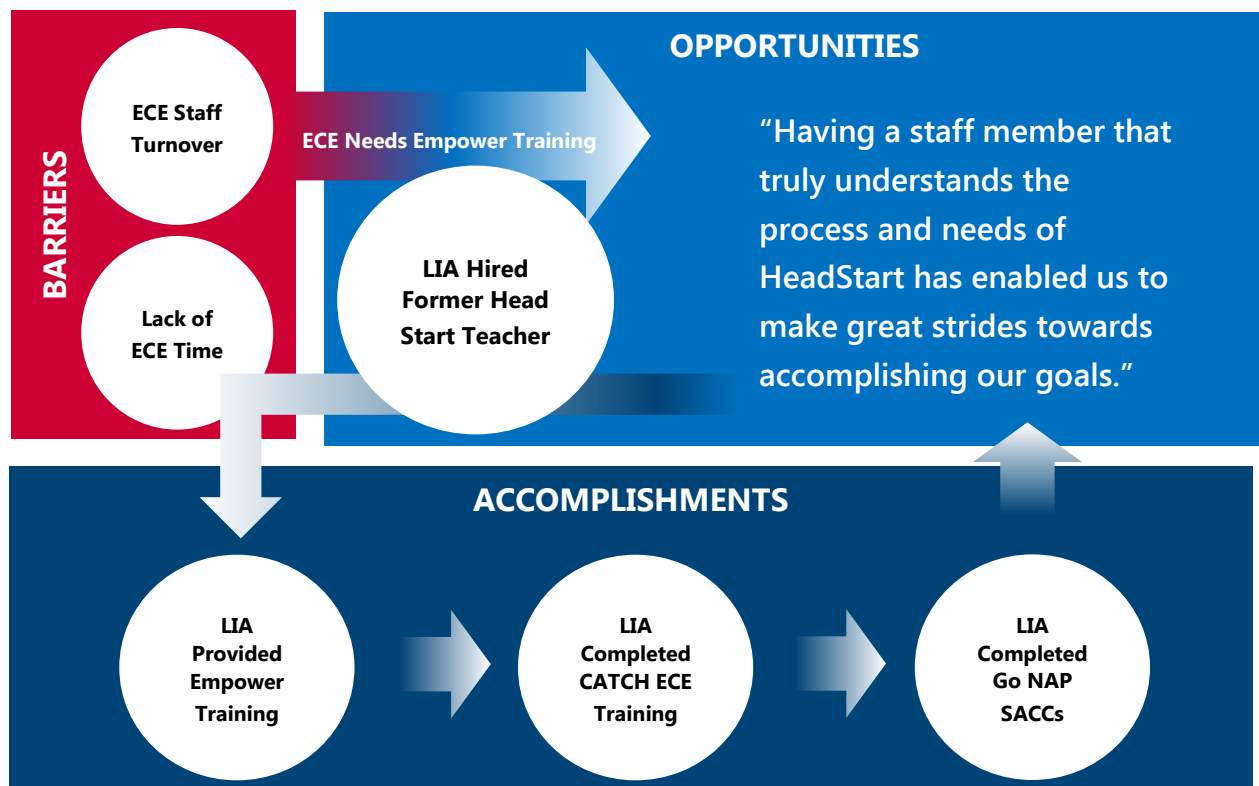 BARRIERS
ECE Staff
Turnover
Lack of
ECE Time
ECE Needs Empower Training
OPPORTUNITIES
LIA Hired
Former Head
Start Teacher
“Having a staff member that
truly understands the
process and needs of
HeadStart has enabled us to
make great strides towards
accomplishing our goals.”
ACCOMPLISHMENTS
LIA
Provided
Empower
Training
LIA
Completed
CATCH ECE
Training
LIA
Completed
Go NAP
SACCs